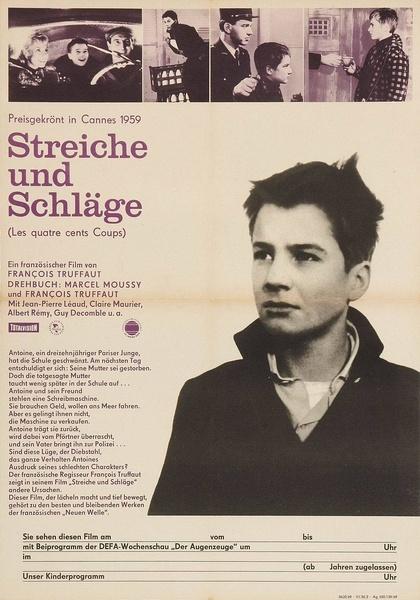 Preisgekrönt in Cannes 1959
Streiche
und
Schläge
(Les quatre cents Coups)
Ein französischer Film von
FRANÇOIS TRUFFAUT
DREHBUCH: MARCEL MOUSSY
und FRANÇOIS TRUFFAUT
Mit Jean-Pierre Léaud, Claire Maurier,
Albert Rémy, Guy Decomble u. a.
TOTALVISION
Antoine, ein dreizehnjähriger Pariser Junge,
hat die Schule geschwänzt. Am nächsten Tag
entschuldigt er sich: Seine Mutter sei gestorben.
Doch die totgesagte Mutter
taucht wenig später in der Schule auf . . .
Antoine und sein Freund
stehlen eine Schreibmaschine.
Sie brauchen Geld, wollen ans Meer fahren.
Aber es gelingt ihnen nicht,
die Maschine zu verkaufen.
Antoine trägt sie zurück,
wird dabei vom Pförtner überrascht,
und sein Vater bringt ihn zur Polizei . . .
Sind diese Lüge, der Diebstahl,
das ganze Verhalten Antoines
Ausdruck seines schlechten Charakters?
Der französische Regisseur François Truffaut
zeigt in seinem Film „Streiche und Schläge“
andere Ursachen.
Dieser Film, der lächeln macht und tief bewegt,
gehört zu den besten und bleibenden Werken
der französischen „Neuen Welle“.
Sie sehen diesen Film am vom bis
mit Beiprogramm der DEFA-Wochenschau „Der Augenzeuge“ um Uhr
im
(ab Jahren zugelassen)
Unser Kinderprogramm Uhr